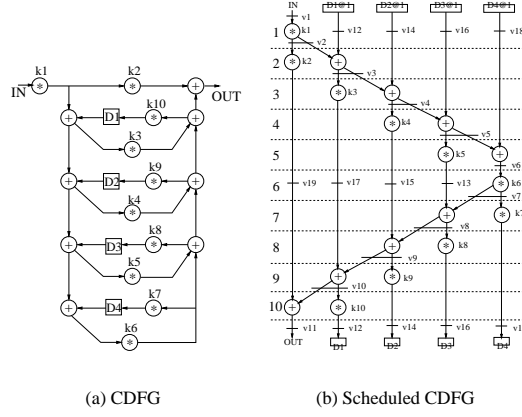 k1
k2
IN
OUT
D1
k10
k3
D2
k9
k4
D3
k8
k5
D4
k7
k6
(a) CDFG
IN
D1@1
D2@1
D3@1
D4@1
v1
1
k1
v12
v14
v16
v18
v2
2
k2
v3
3
k3
v4
4
k4
v5
5
k5
v6
6
v19
v17
v15
v13
k6
v7
7
k7
v8
8
k8
v9
9
k9
v10
10
k10
v11
v12
v14
v16
OUT
D1
D2
D3
D4
(b) Scheduled CDFG